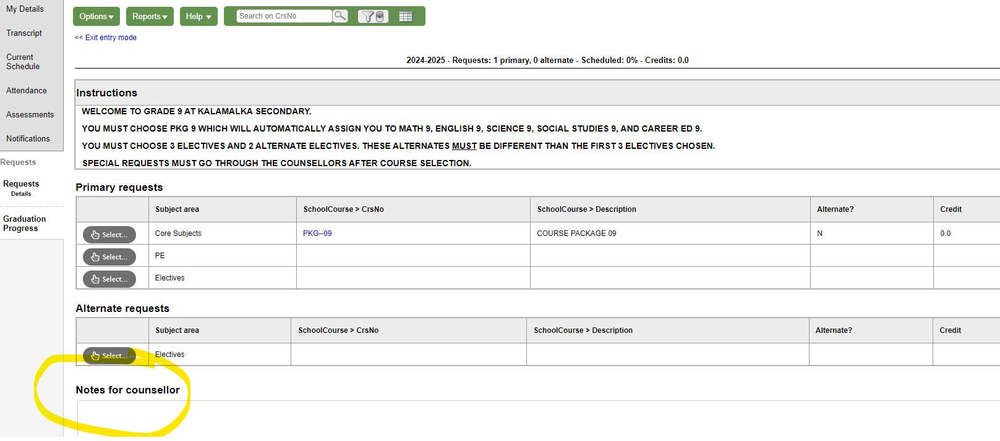 My Details
Transcript
Current
Schedule
Attendance
Assessments
Notifications
Requests
Requests
Details
Graduation
Progress
Options
Reports
Help
Search on CrsNo
<< Exit entry mode
2024-2025 - Requests: 1 primary, 0 alternate - Scheduled: 0% - Credits: 0.0
Instructions
WELCOME TO GRADE 9 AT KALAMALKA SECONDARY.
YOU MUST CHOOSE PKG 9 WHICH WILL AUTOMATICALLY ASSIGN YOU TO MATH 9, ENGLISH 9, SCIENCE 9, SOCIAL STUDIES 9, AND CAREER ED 9.
YOU MUST CHOOSE 3 ELECTIVES AND 2 ALTERNATE ELECTIVES. THESE ALTERNATES MUST BE DIFFERENT THAN THE FIRST 3 ELECTIVES CHOSEN.
SPECIAL REQUESTS MUST GO THROUGH THE COUNSELLORS AFTER COURSE SELECTION.
Primary requests
Subject area SchoolCourse > CrsNo SchoolCourse > Description Alternate? Credit
Select... Core Subjects PKG--09 COURSE PACKAGE 09 N 0.0
Select... PE
Select... Electives
Alternate requests
Subject area SchoolCourse > CrsNo SchoolCourse > Description Alternate? Credit
Select... Electives
Notes for counsellor